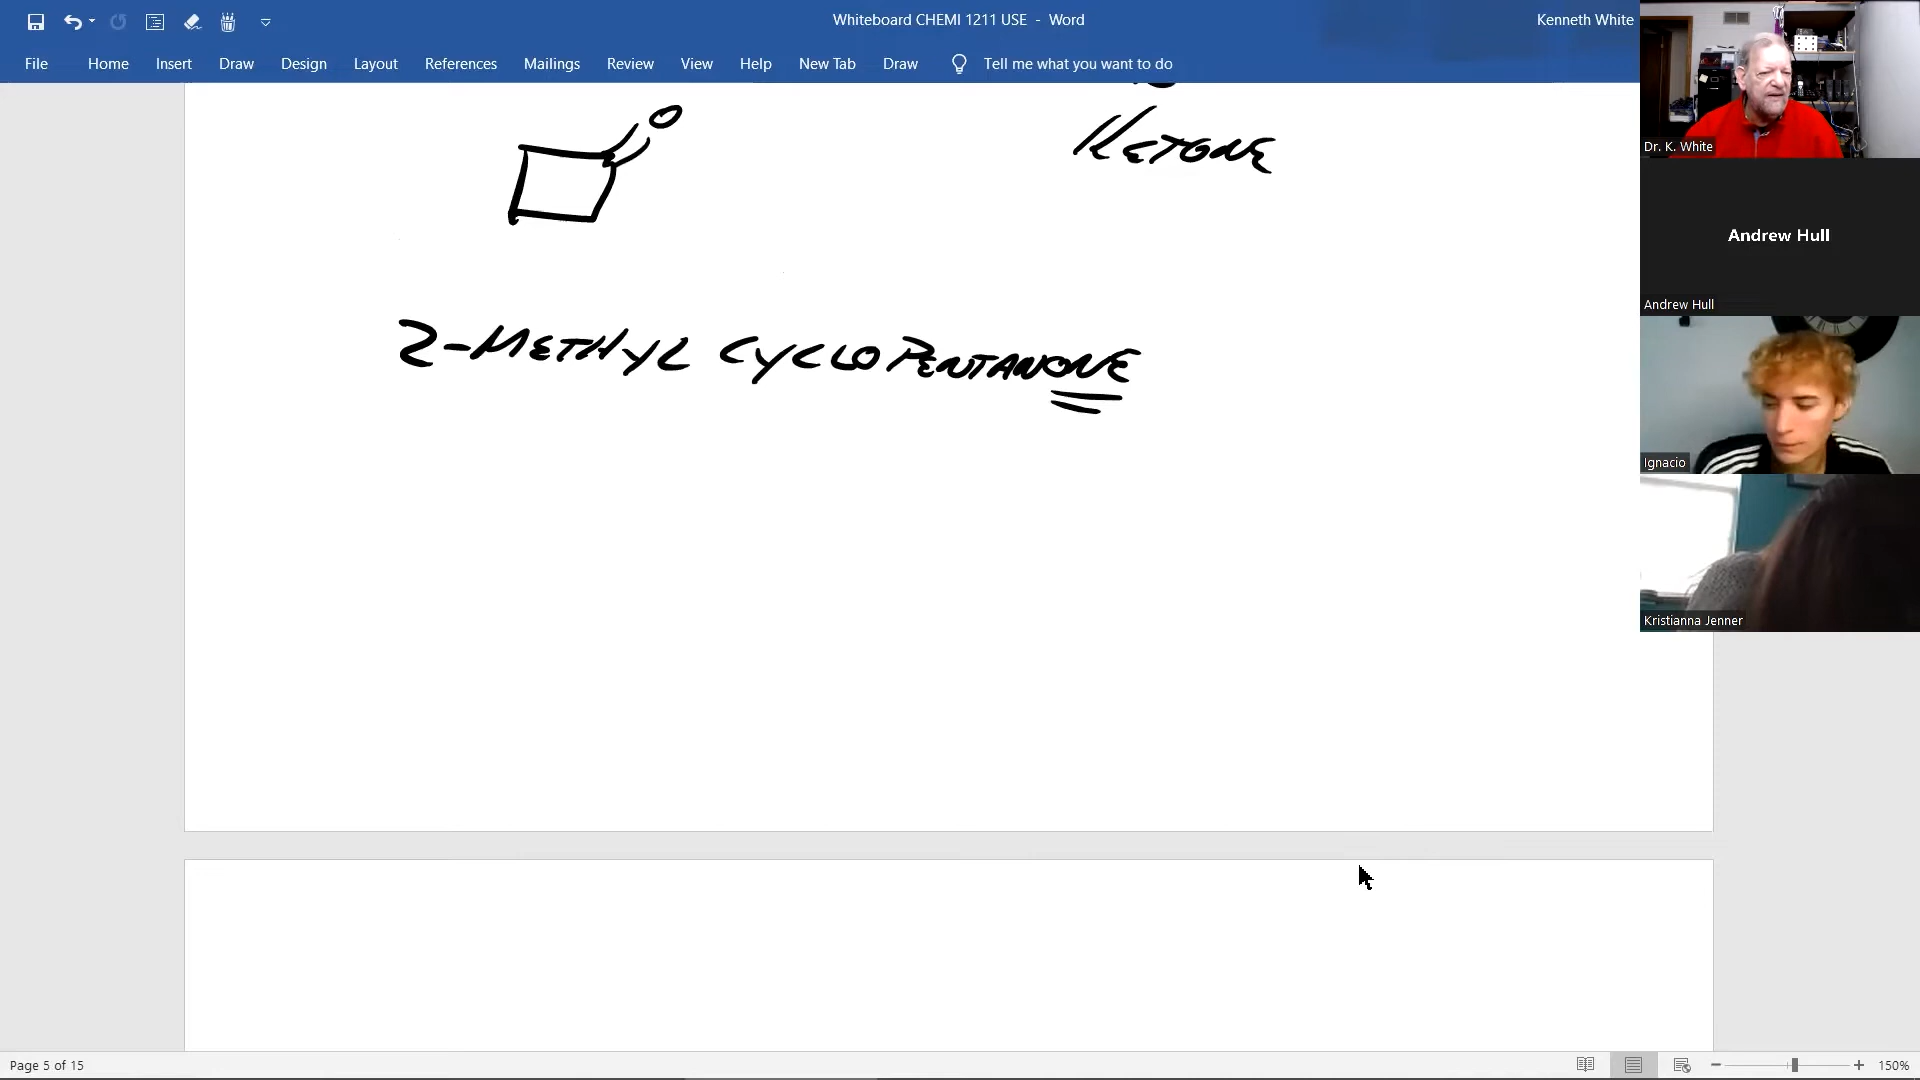 Whiteboard CHEMI 1211 USE - Word
Kenneth White
File Home Insert Draw Design Layout References Mailings Review View Help New Tab Draw Tell me what you want to do
O
KETONE
2-METHYL CYCLOPENTANONE
Dr. K. White
Andrew Hull
Andrew Hull
Ignacio
Kristianna Jenner
Page 5 of 15
150%